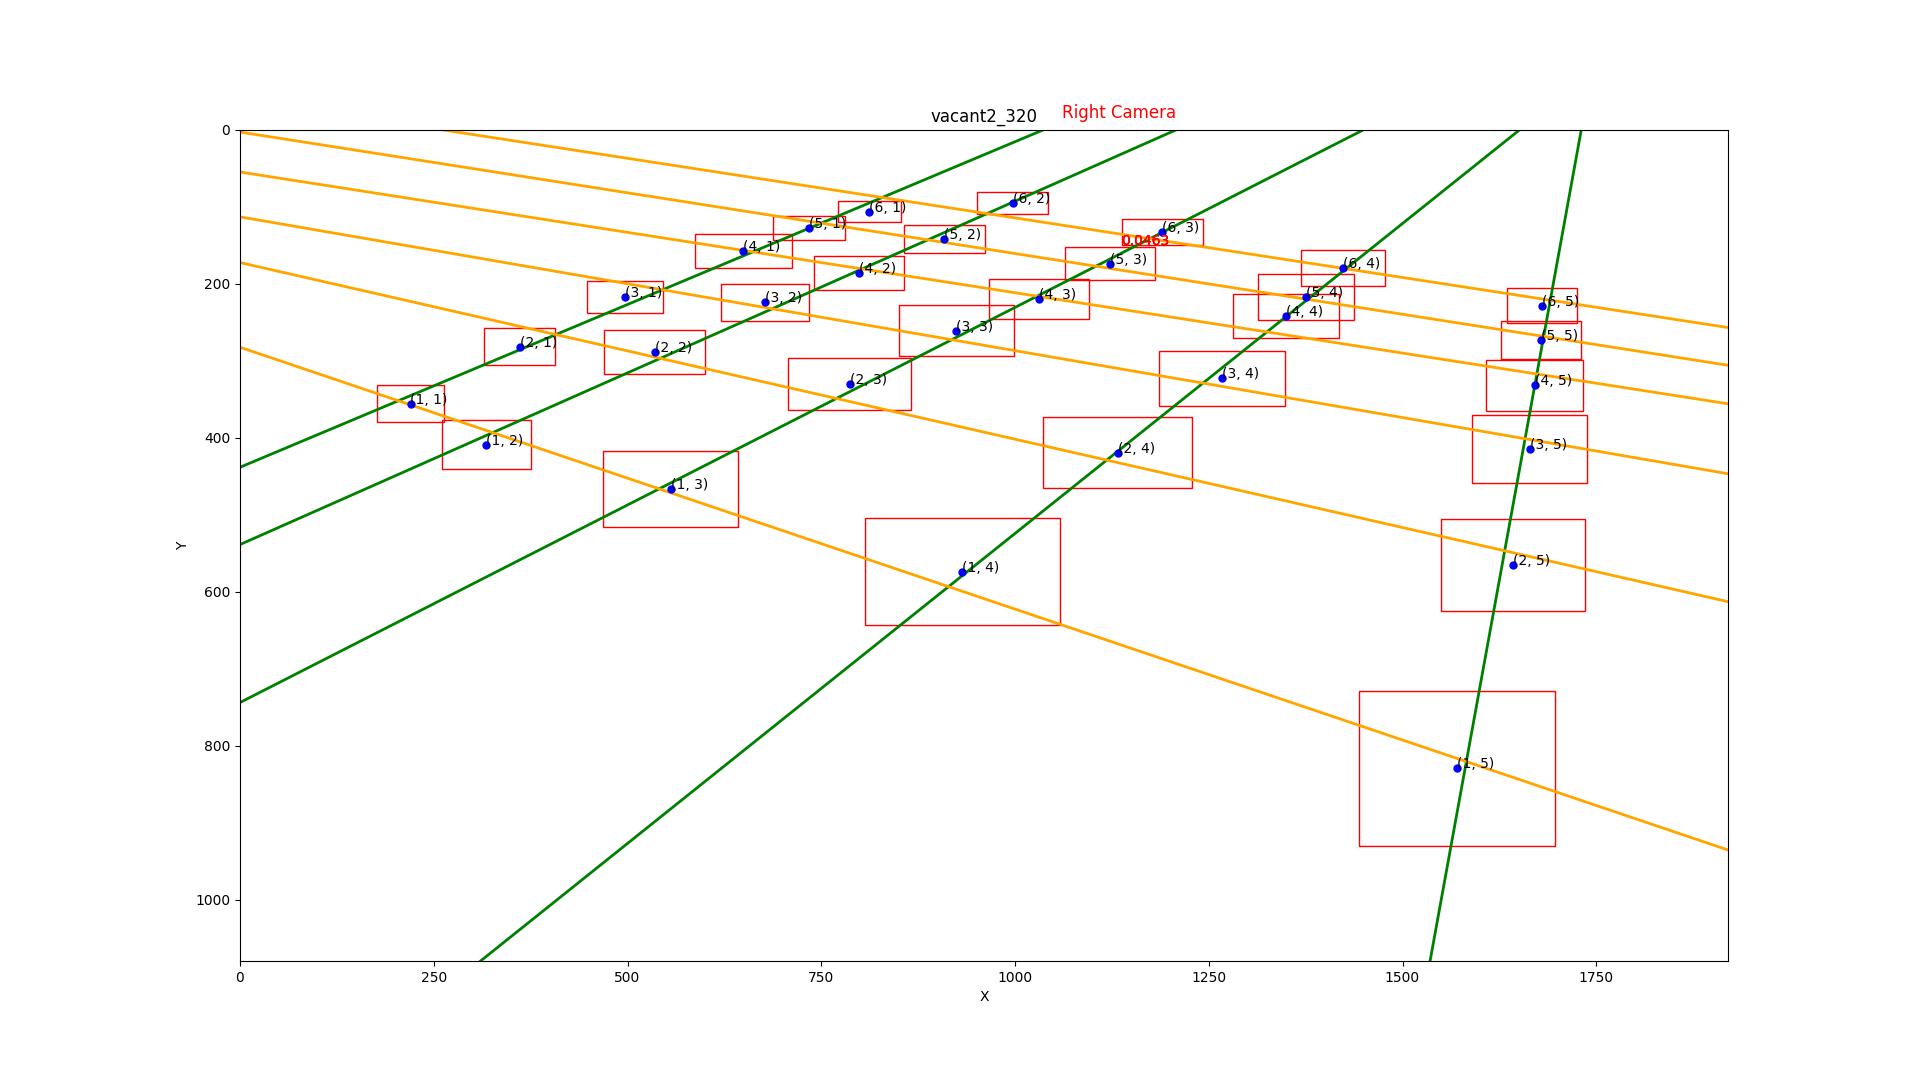 vacant2_320 Right Camera
0
(6, 2)
(6, 1)
(5, 1) (6, 3)
(5, 2) 0.0463
(4, 1)
(5, 3) (6, 4)
(4, 2)
200
(3, 1) (4, 3) (5, 4)
(3, 2) (6, 5)
(4, 4)
(3, 3)
(5, 5)
(2, 1) (2, 2)
(2, 3) (3, 4) (4, 5)
(1, 1)
400
(1, 2) (3, 5)
(2, 4)
(1, 3)
Y
(2, 5)
(1, 4)
600
800
(1, 5)
1000
0 250 500 750 1000 1250 1500 1750
X